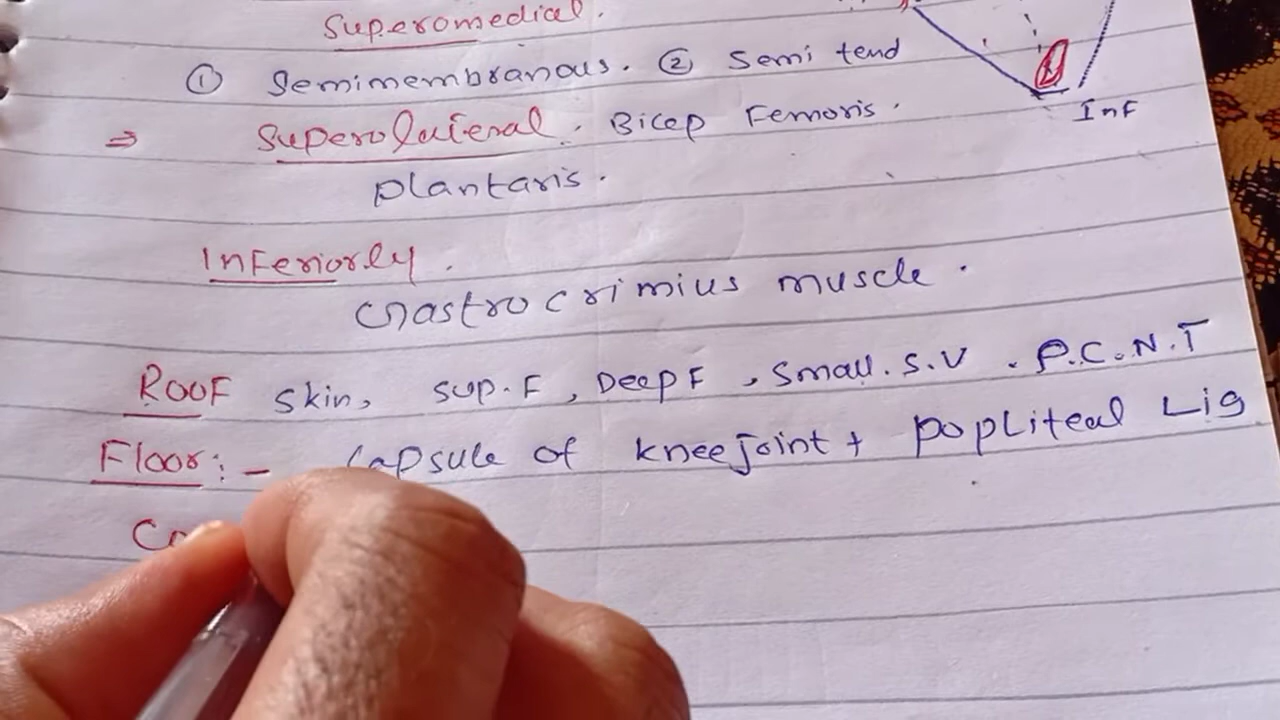 Superomedial.
① Semimembranous. ② Semi tend
⇒ Superolateral. Bicep Femoris.
InF
plantaris.
InFeriorly.
Gastrocrimius muscle.
RooF skin, sup.F, Deep F, Small.S.V. P.C.N.T
Floor:- Capsule of kneejoint + popliteal Lig
Co